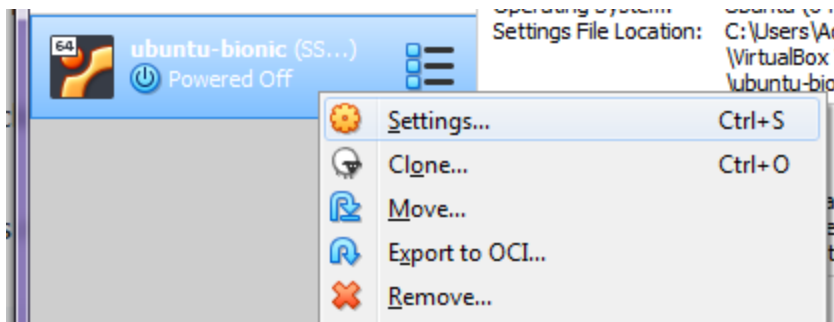 64
ubuntu-bionic (SS...)
Powered Off
Settings File Location:
C:\Users\A
\VirtualBox
\ubuntu-bio
Settings... Ctrl+S
Clone... Ctrl+O
Move...
Export to OCI...
Remove...